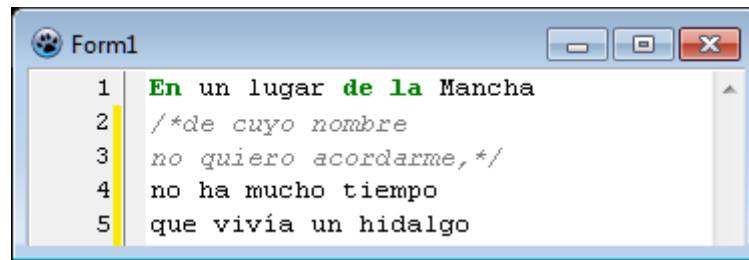 Form1
1 En un lugar de la Mancha
2 /*de cuyo nombre
3 no quiero acordarme,*/
4 no ha mucho tiempo
5 que vivía un hidalgo